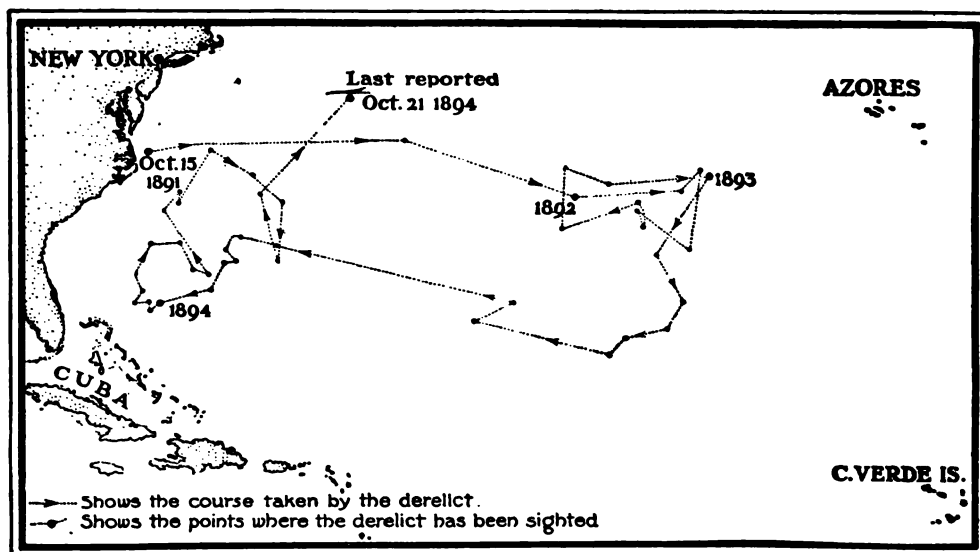 NEW YORK
Last reported
Oct. 21 1894
AZORES
Oct. 15
1891
1892
1893
1894
CUBA
C. VERDE IS.
Shows the course taken by the derelict.
Shows the points where the derelict has been sighted